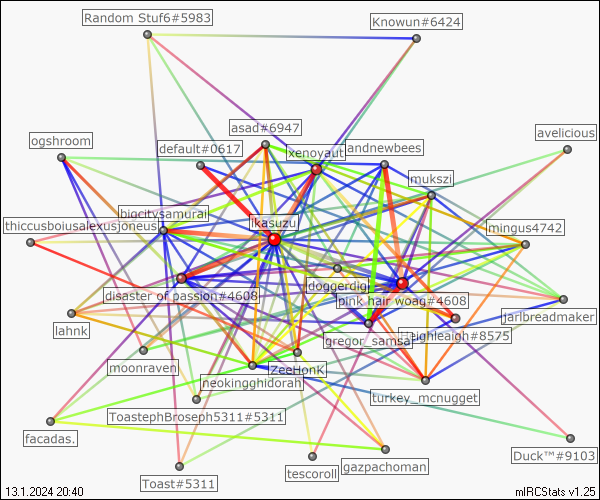 Random Stuf6#5983
Knowun#6424
asad#6947
avelicious
ogshroom
default#0617
xenoyaut
andnewbees
mukszi
bigcitysamurai
ikasuzu
thiccusboiusalexusjoneus
mingus4742
doggerdigi
disaster of passion#4608
pink hair woag#4608
jarlbreadmaker
lahnk
gregor_samsa
Leighleaigh#8575
moonraven
ZeeHonK
neokingghidorah
turkey_mcnugget
ToastephBroseph5311#5311
facadas.
Duck™#9103
gazpachoman
tescoroll
Toast#5311
13.1.2024 20:40
mIRCStats v1.25